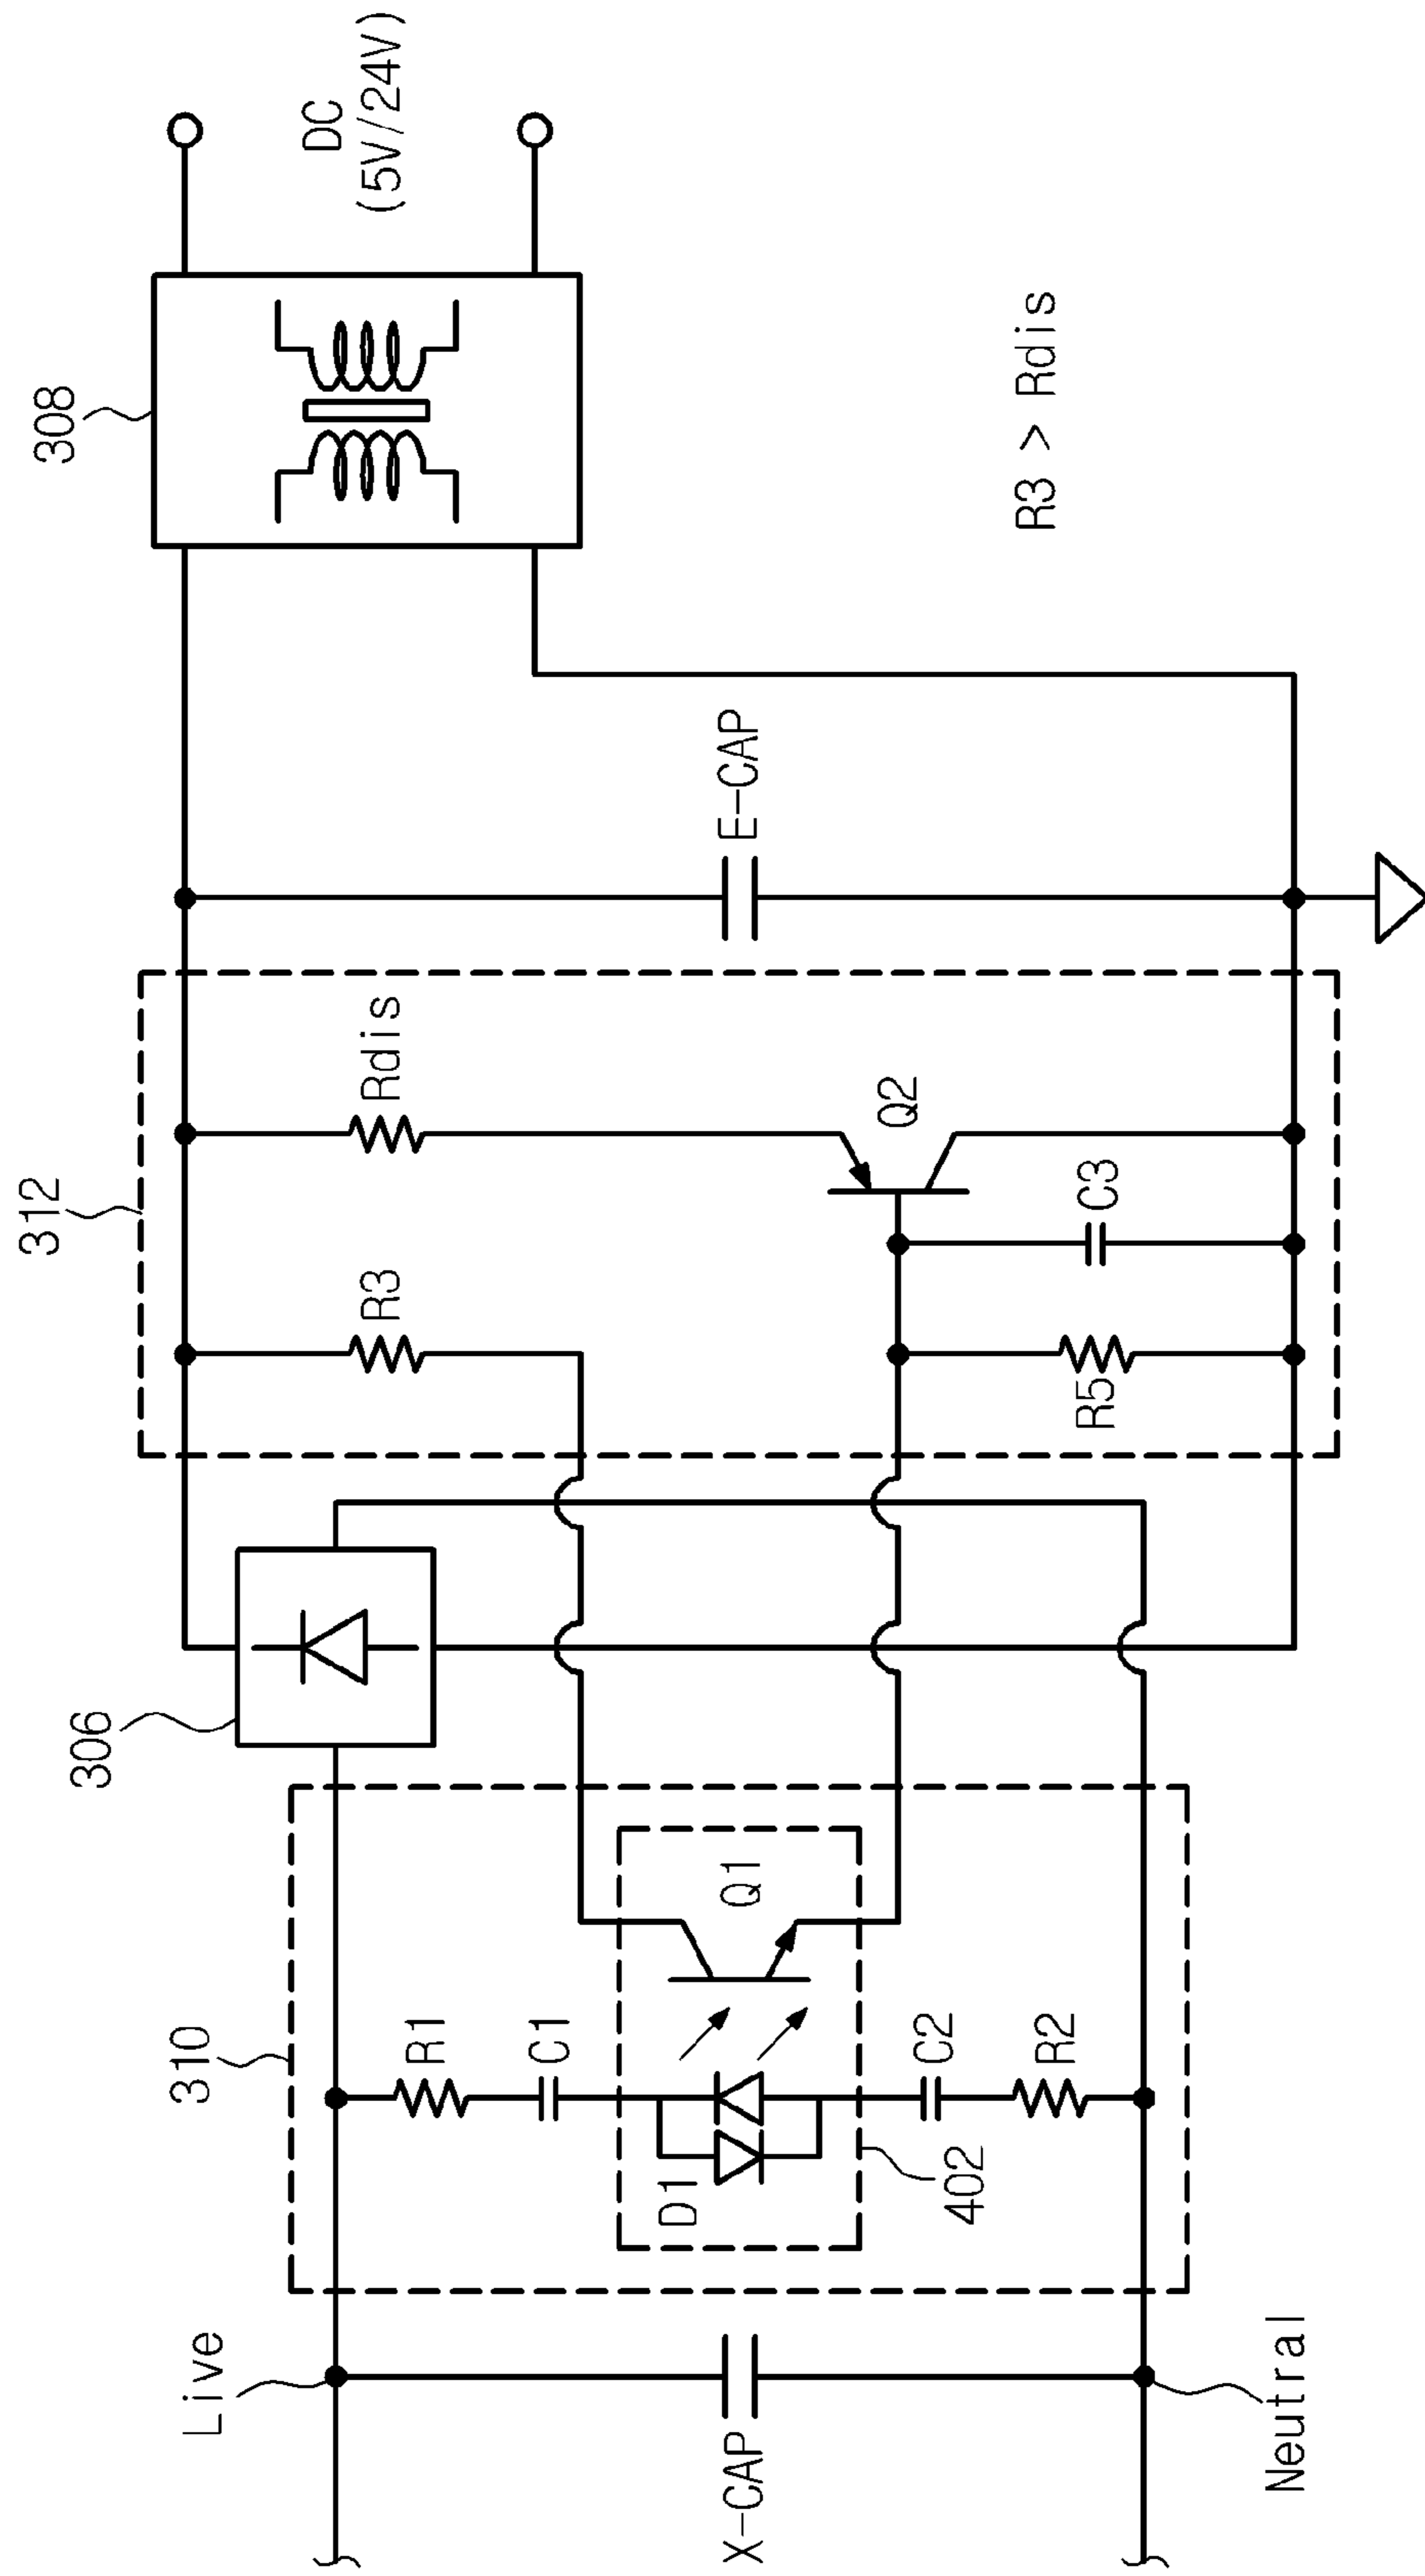 308
DC
(5V/24V)
312
Rdis
R3
E-CAP
R3 > Rdis
Q2
C3
R5
306
310
R1
C1
Q1
D1
C2
R2
402
Live
X-CAP
Neutral